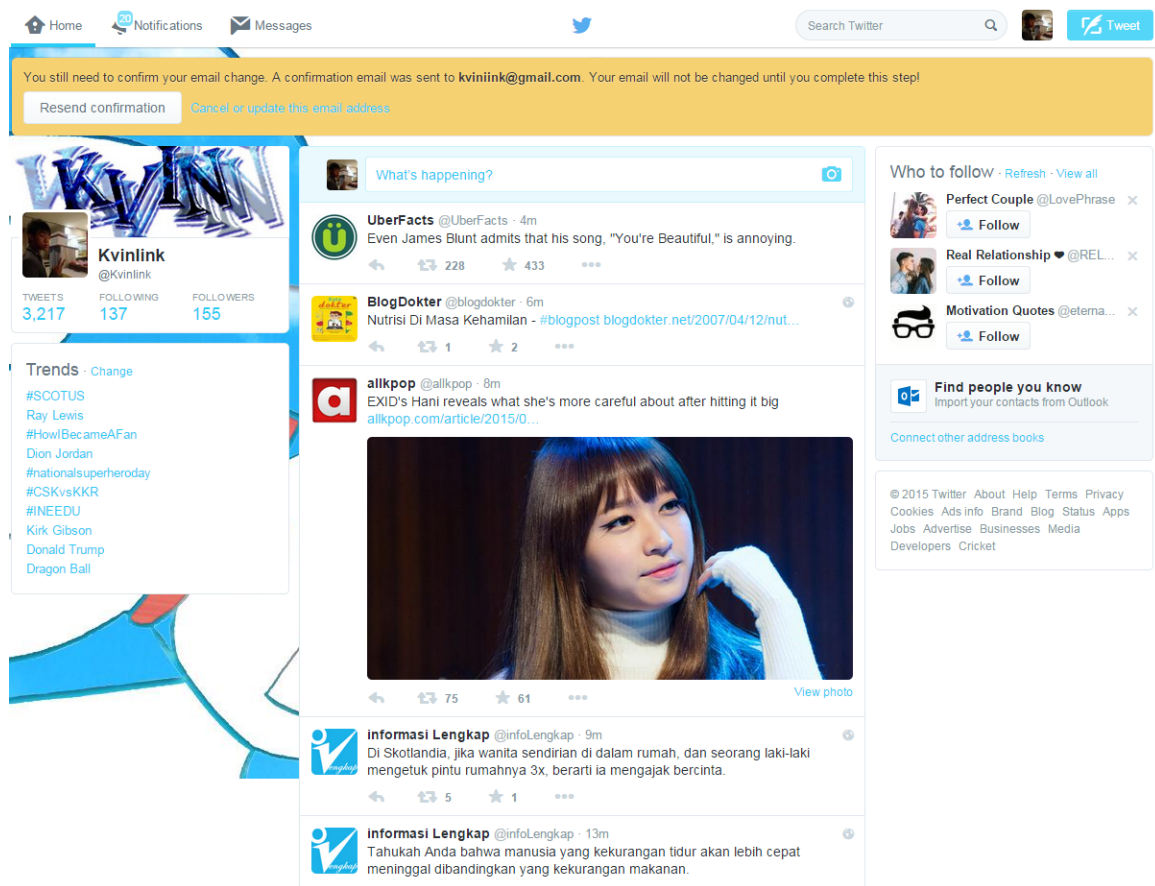 Home
20
Notifications
Messages
Search Twitter
Tweet
You still need to confirm your email change. A confirmation email was sent to kviniink@gmail.com. Your email will not be changed until you complete this step!
Resend confirmation
Cancel or update this email address
KVINN
Kvinlink
@Kvinlink
TWEETS FOLLOWING FOLLOWERS
3,217 137 155
Trends · Change
#SCOTUS
Ray Lewis
#HowIBecameAFan
Dion Jordan
#nationalsuperheroday
#CSKvsKKR
#INEEDU
Kirk Gibson
Donald Trump
Dragon Ball
What's happening?
UberFacts @UberFacts · 4m
Even James Blunt admits that his song, "You're Beautiful," is annoying.
228 433
dokter
BlogDokter @blogdokter · 6m
Nutrisi Di Masa Kehamilan - #blogpost blogdokter.net/2007/04/12/nut…
1 2
a
allkpop @allkpop · 8m
EXID's Hani reveals what she's more careful about after hitting it big
allkpop.com/article/2015/0…
View photo
75 61
lengkap
informasi Lengkap @infoLengkap · 9m
Di Skotlandia, jika wanita sendirian di dalam rumah, dan seorang laki-laki
mengetuk pintu rumahnya 3x, berarti ia mengajak bercinta.
5 1
lengkap
informasi Lengkap @infoLengkap · 13m
Tahukah Anda bahwa manusia yang kekurangan tidur akan lebih cepat
meninggal dibandingkan yang kekurangan makanan.
Who to follow · Refresh · View all
Perfect Couple @LovePhrase
Follow
Real Relationship ❤ @REL...
Follow
Motivation Quotes @eterna...
Follow
Find people you know
Import your contacts from Outlook
Connect other address books
© 2015 Twitter About Help Terms Privacy
Cookies Ads info Brand Blog Status Apps
Jobs Advertise Businesses Media
Developers Cricket